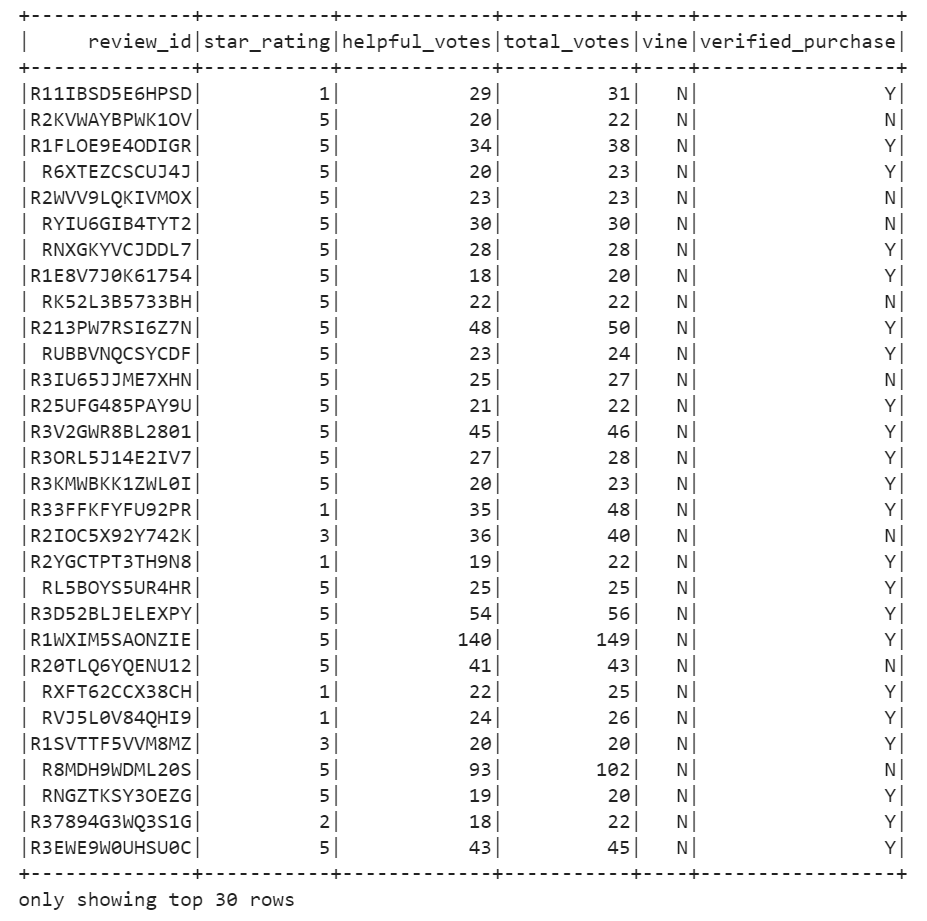 +--------------+-----------+-------------+-----------+----+-----------------+
|     review_id|star_rating|helpful_votes|total_votes|vine|verified_purchase|
+--------------+-----------+-------------+-----------+----+-----------------+
|R11IBSD5E6HPSD|          1|           29|         31|   N|                Y|
|R2KVWAYBPWK1OV|          5|           20|         22|   N|                N|
|R1FLOE9E4ODIGR|          5|           34|         38|   N|                Y|
| R6XTEZCSCUJ4J|          5|           20|         23|   N|                Y|
|R2WVV9LQKIVMOX|          5|           23|         23|   N|                N|
| RYIU6GIB4TYT2|          5|           30|         30|   N|                N|
| RNXGKYVCJDDL7|          5|           28|         28|   N|                Y|
|R1E8V7J0K61754|          5|           18|         20|   N|                Y|
| RK52L3B5733BH|          5|           22|         22|   N|                N|
|R213PW7RSI6Z7N|          5|           48|         50|   N|                Y|
| RUBBVNQCSYCDF|          5|           23|         24|   N|                Y|
|R3IU65JJME7XHN|          5|           25|         27|   N|                N|
|R25UFG485PAY9U|          5|           21|         22|   N|                Y|
|R3V2GWR8BL2801|          5|           45|         46|   N|                Y|
|R3ORL5J14E2IV7|          5|           27|         28|   N|                Y|
|R3KMWBKK1ZWL0I|          5|           20|         23|   N|                Y|
|R33FFKFYFU92PR|          1|           35|         48|   N|                Y|
|R2IOC5X92Y742K|          3|           36|         40|   N|                N|
|R2YGCTPT3TH9N8|          1|           19|         22|   N|                Y|
| RL5BOYS5UR4HR|          5|           25|         25|   N|                Y|
|R3D52BLJELEXPY|          5|           54|         56|   N|                Y|
|R1WXIM5SAONZIE|          5|          140|        149|   N|                Y|
|R20TLQ6YQENU12|          5|           41|         43|   N|                N|
| RXFT62CCX38CH|          1|           22|         25|   N|                Y|
| RVJ5L0V84QHI9|          1|           24|         26|   N|                Y|
|R1SVTTF5VVM8MZ|          3|           20|         20|   N|                Y|
| R8MDH9WDML20S|          5|           93|        102|   N|                N|
| RNGZTKSY3OEZG|          5|           19|         20|   N|                Y|
|R37894G3WQ3S1G|          2|           18|         22|   N|                Y|
|R3EWE9W0UHSU0C|          5|           43|         45|   N|                Y|
+--------------+-----------+-------------+-----------+----+-----------------+
only showing top 30 rows